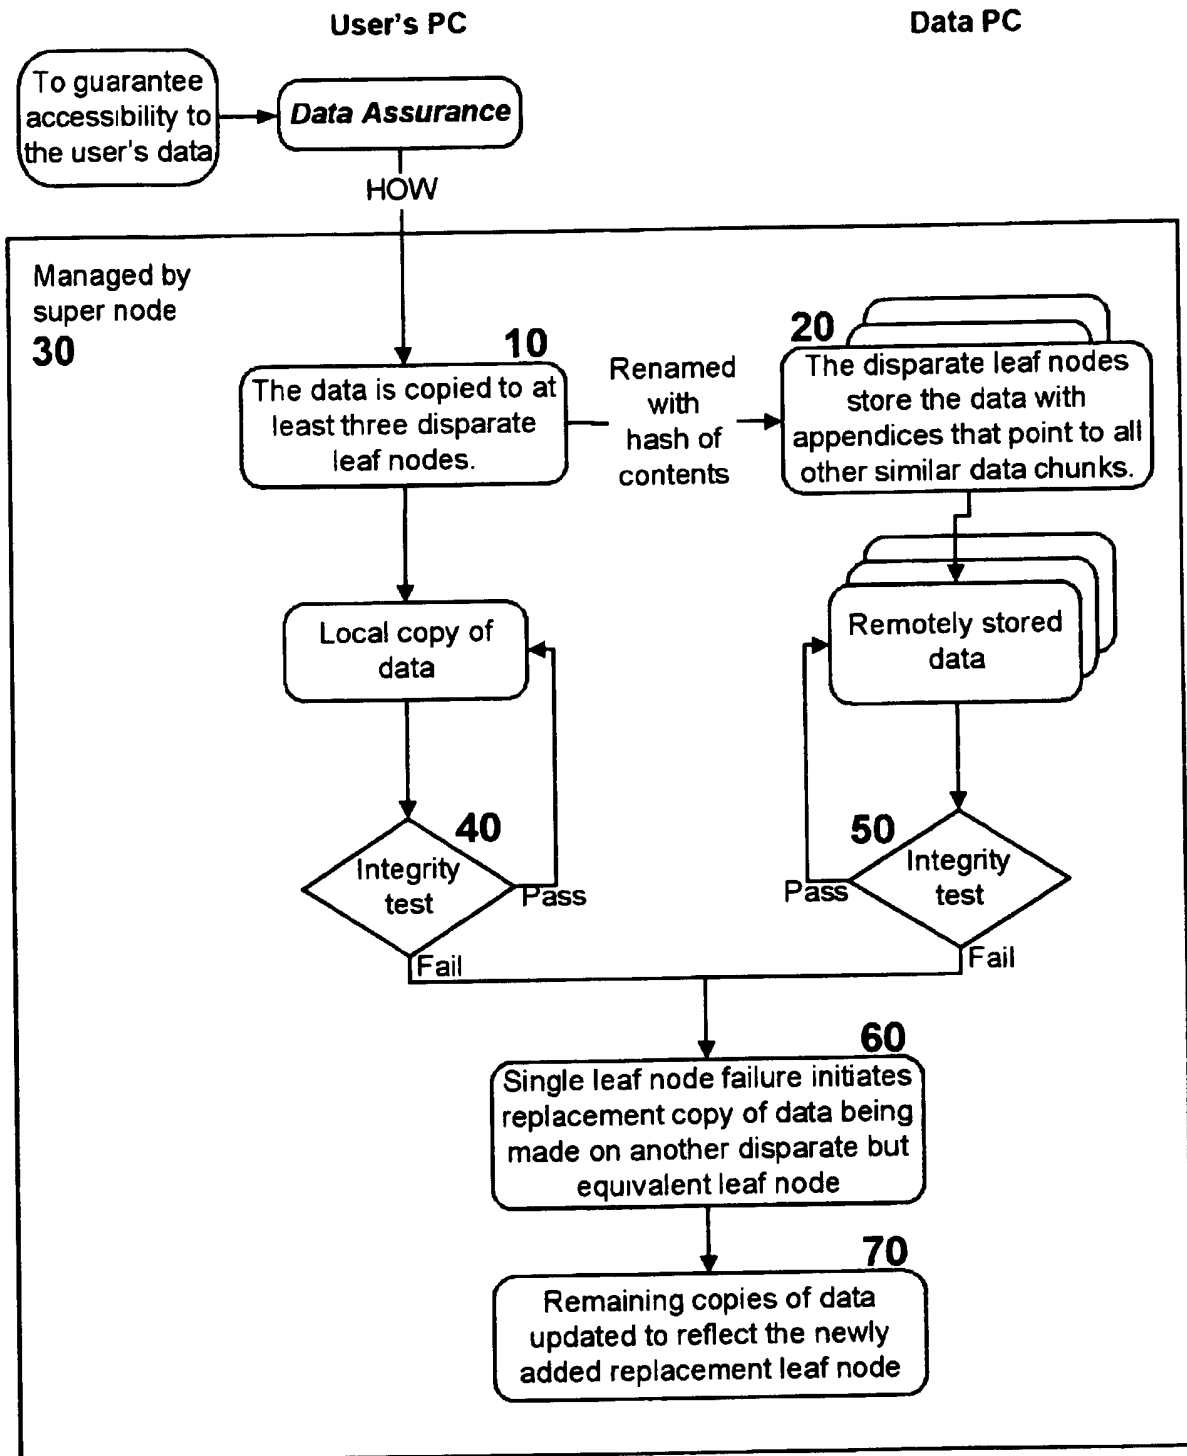 User's PC
Data PC
To guarantee
accessibility to
the user's data
Data Assurance
HOW
Managed by
super node
30
10
The data is copied to at
least three disparate
leaf nodes.
Renamed
with
hash of
contents
20
The disparate leaf nodes
store the data with
appendices that point to all
other similar data chunks.
Local copy of
data
Remotely stored
data
40
Integrity
test
Pass
Fail
50
Integrity
test
Pass
Fail
60
Single leaf node failure initiates
replacement copy of data being
made on another disparate but
equivalent leaf node
70
Remaining copies of data
updated to reflect the newly
added replacement leaf node